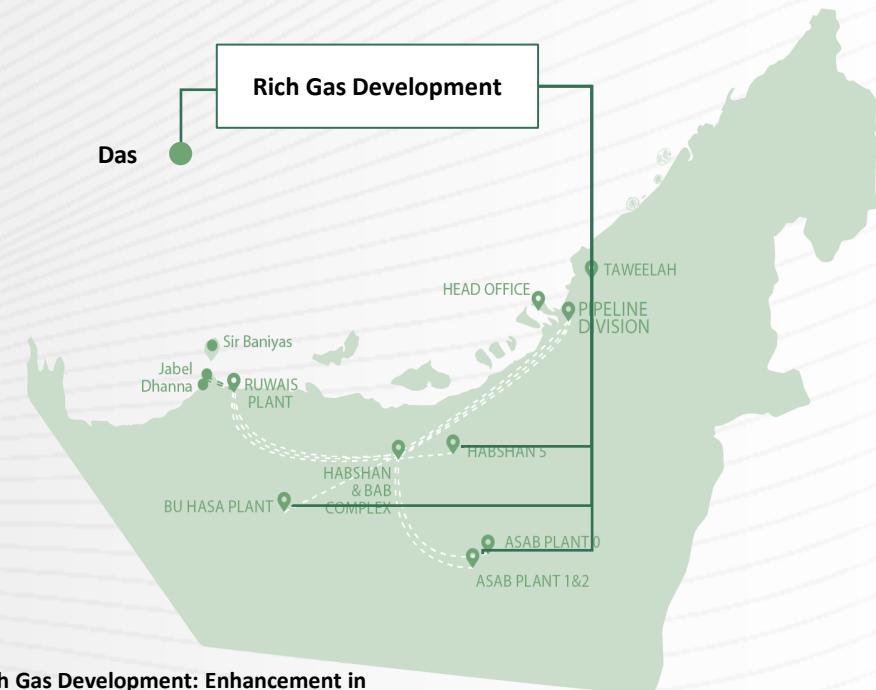 Rich Gas Development
Das
TAWEELAH
HEAD OFFICE
PIPELINE
DIVISION
Sir Baniyas
Jabel
Dhanna
RUWAIS
PLANT
HABSHAN 5
HABSHAN
& BAB
COMPLEX
BU HASA PLANT
ASAB PLANT 0
ASAB PLANT 1&2
h Gas Development: Enhancement in